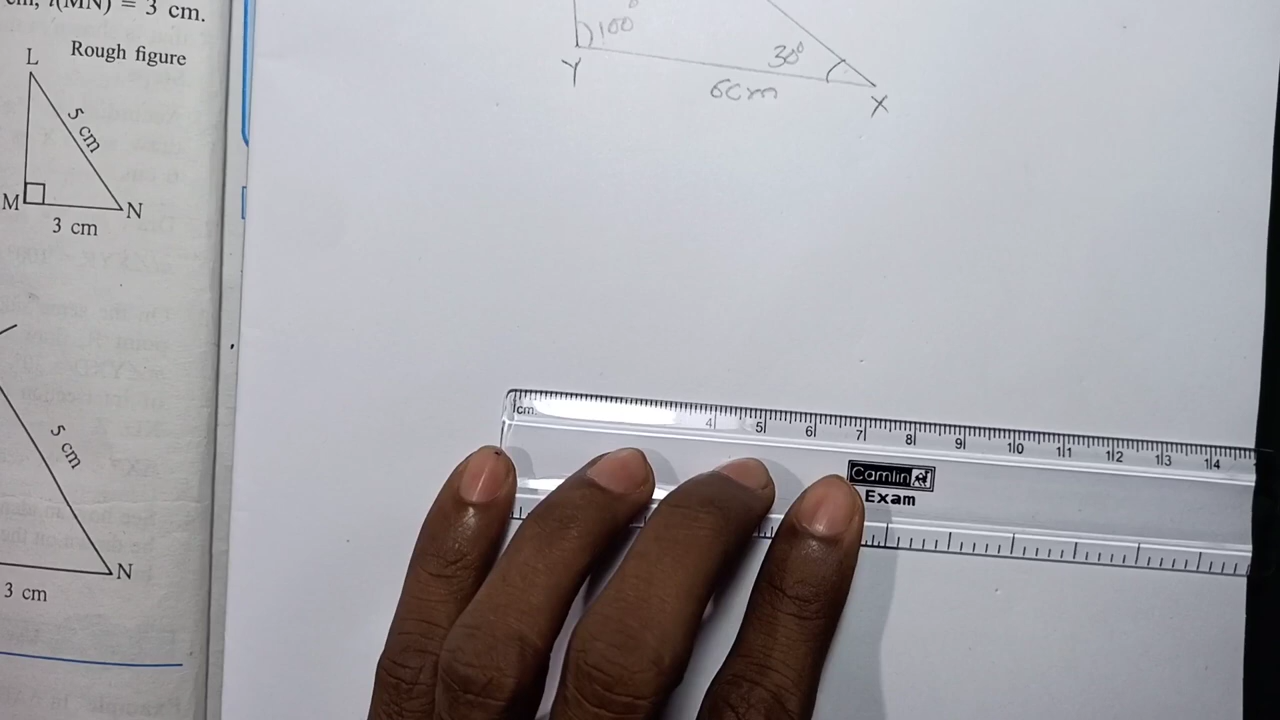 cm, l(MN) = 3 cm.
Rough figure
L
5 cm
M
N
3 cm
5 cm
N
3 cm
100°
30°
Y
6cm
X
cm 4 5 6 7 8 9 10 11 12 13 14
Camlin
Exam